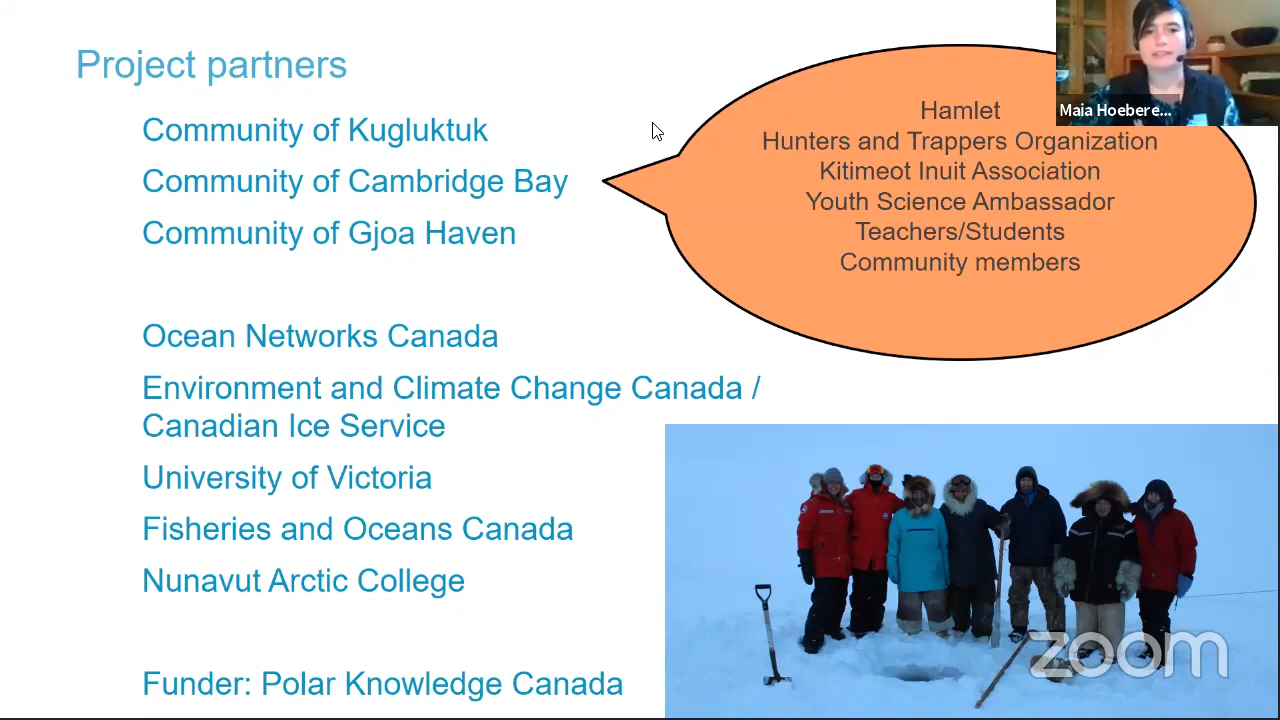 Project partners
Community of Kugluktuk
Community of Cambridge Bay
Community of Gjoa Haven
Ocean Networks Canada
Environment and Climate Change Canada /
Canadian Ice Service
University of Victoria
Fisheries and Oceans Canada
Nunavut Arctic College
Funder: Polar Knowledge Canada
Hamlet
Hunters and Trappers Organization
Kitimeot Inuit Association
Youth Science Ambassador
Teachers/Students
Community members
Maia Hoebere...
zoom